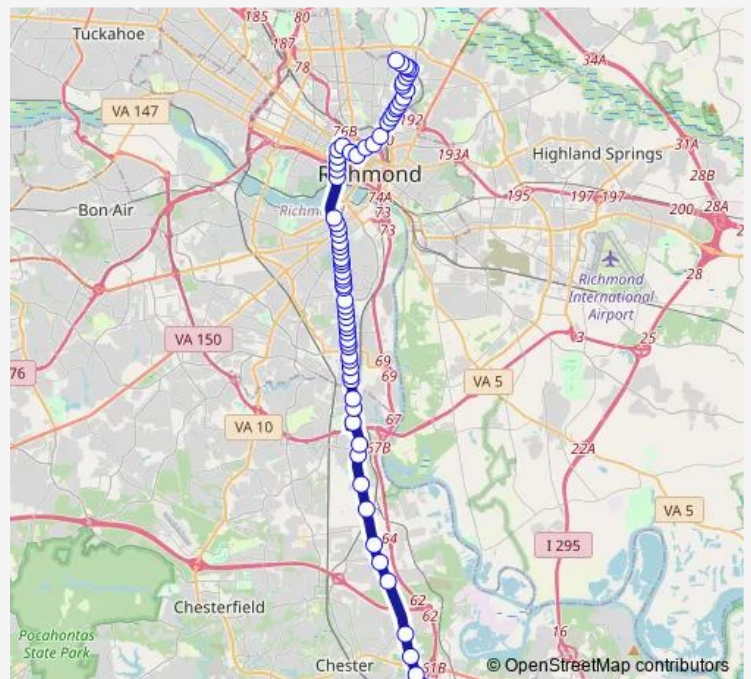 185
80
Tuckahoe
187
78
34A
VA 147
192
76B
193A
31A
Highland Springs
28B
Richmond
195
197
197
200
28A
74A
Bon Air
73
73
28
Richmond
International
Airport
VA 150
3
25
69
69
76
VA 5
67
VA 10
67B
22A
VA 5
64
I 295
62
Chesterfield
62
16
Pocahontas
State Park
Chester
61B
© OpenStreetMap contributors